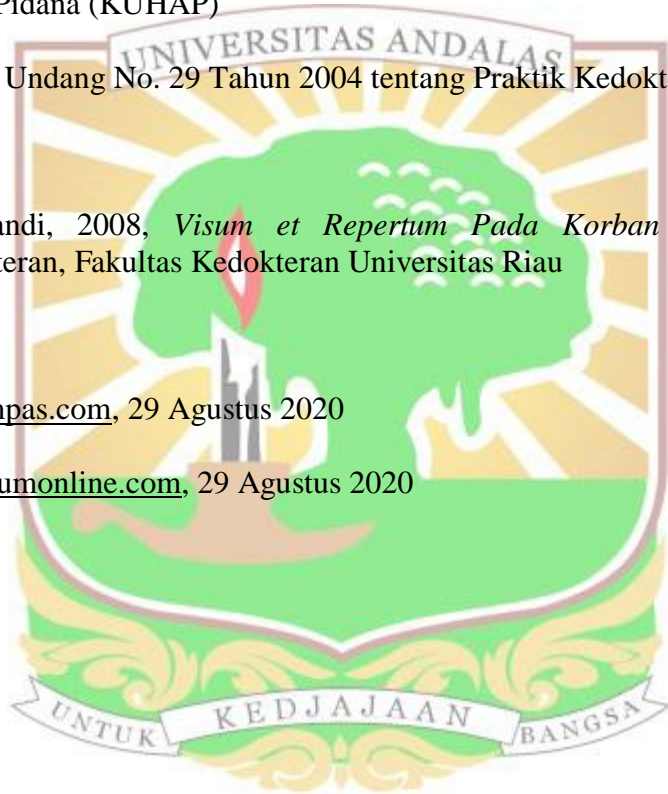 Pidana (KUHAP)
UNIVERSITAS ANDALAS
Undang No. 29 Tahun 2004 tentang Praktik Kedokt
andi, 2008, Visum et Repertum Pada Korban
teran, Fakultas Kedokteran Universitas Riau
mpas.com, 29 Agustus 2020
umonline.com, 29 Agustus 2020
UNTUK KEDJAJAAN BANGSA